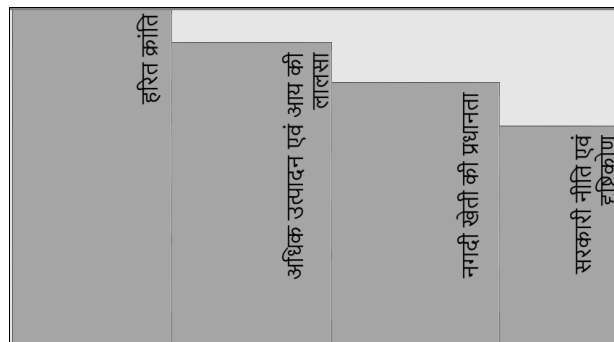 हरित क्रांति
अधिक उत्पादन एवं आय की
लालसा
नगदी खेती की प्रधानता
सरकारी नीति एवं
दृष्टिकोण